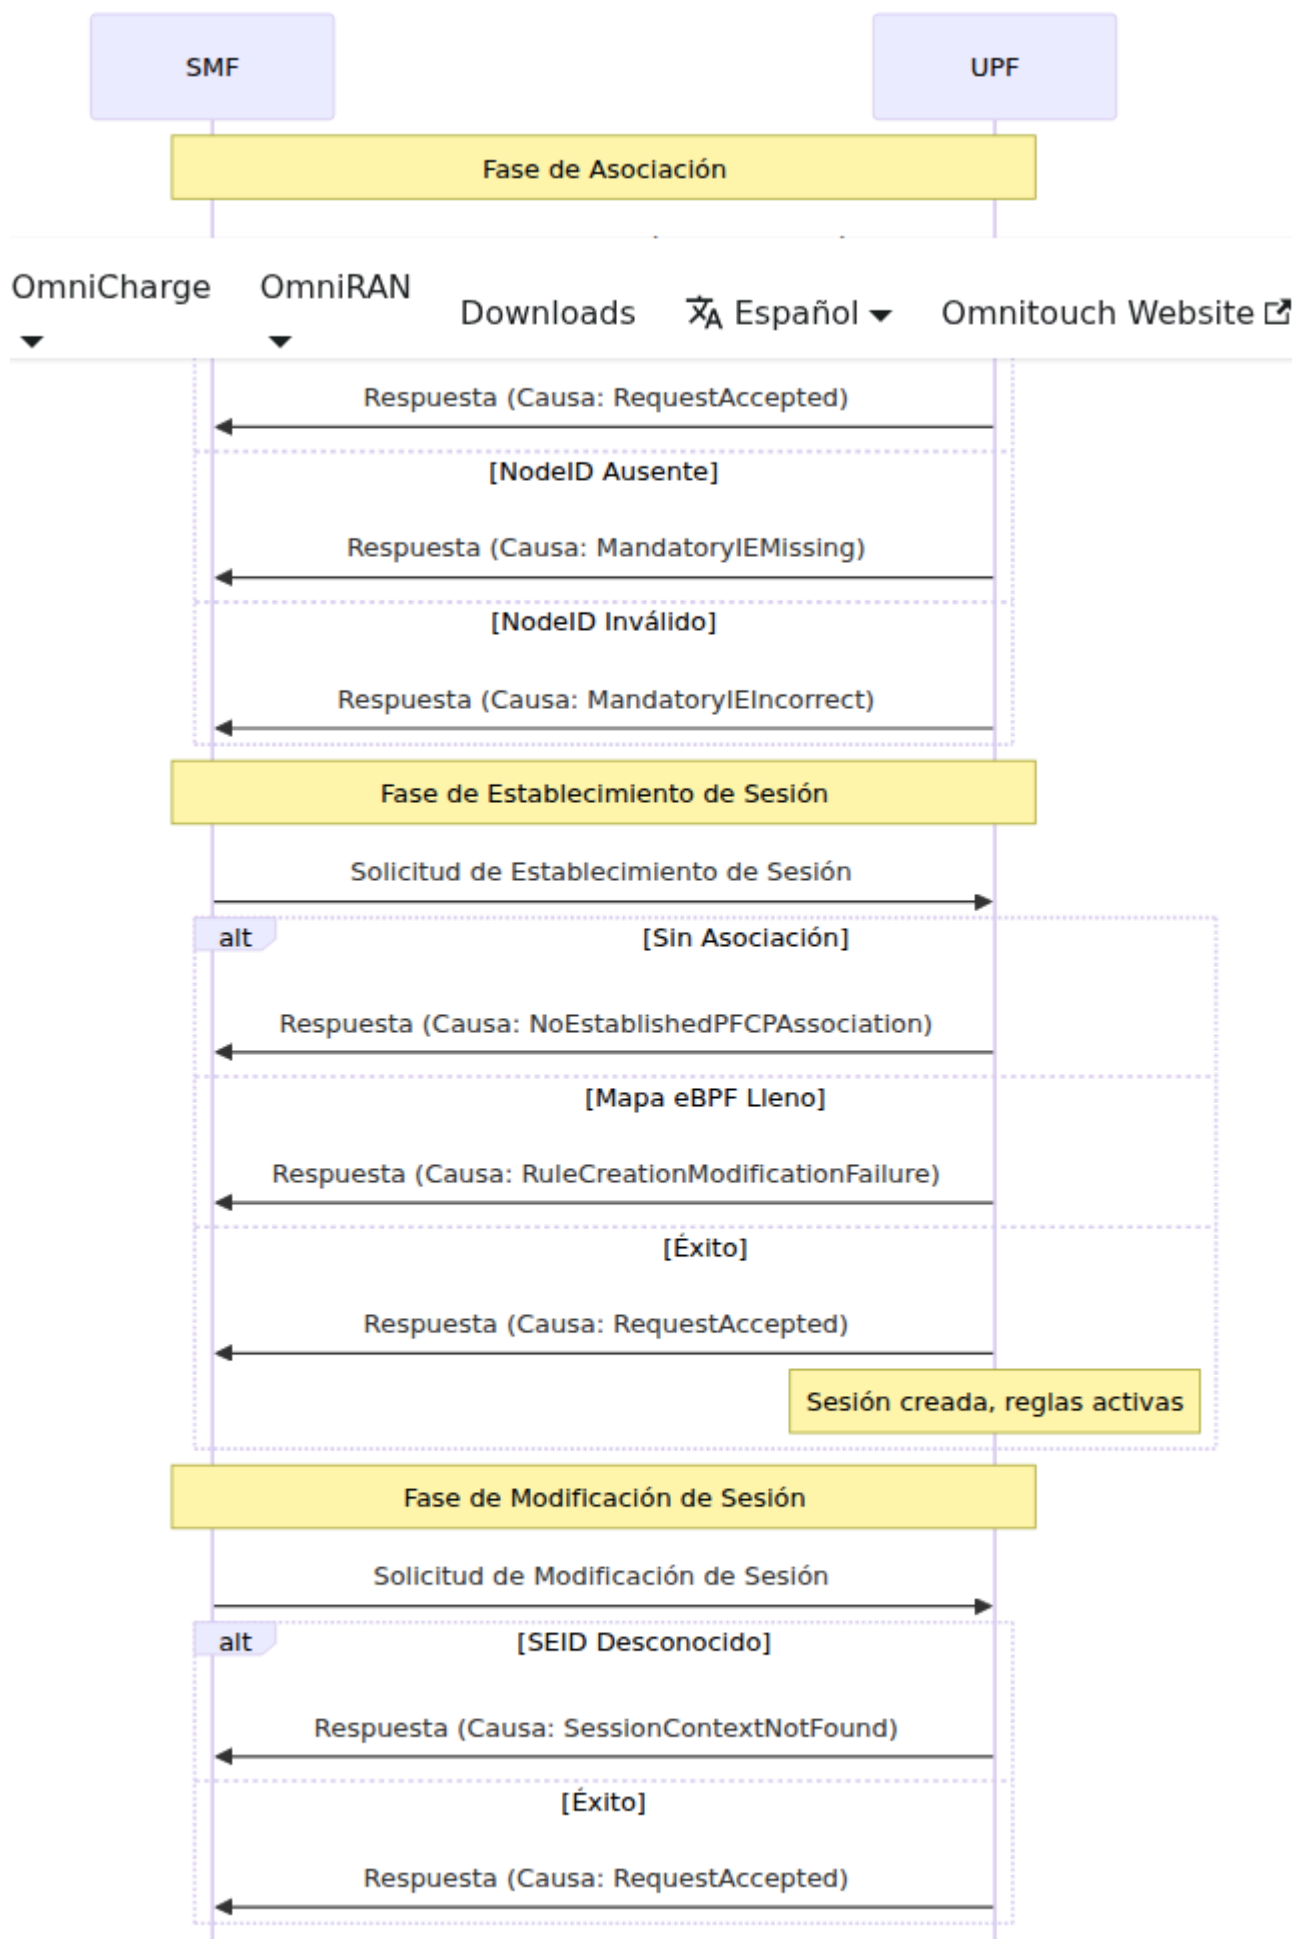 SMF
UPF
Fase de Asociación
OmniCharge
OmniRAN
Downloads
Español
Omnitouch Website
Respuesta (Causa: RequestAccepted)
[NodeID Ausente]
Respuesta (Causa: MandatoryIEMissing)
[NodeID Inválido]
Respuesta (Causa: MandatoryIEIncorrect)
Fase de Establecimiento de Sesión
Solicitud de Establecimiento de Sesión
alt
[Sin Asociación]
Respuesta (Causa: NoEstablishedPFCPAssociation)
[Mapa eBPF Lleno]
Respuesta (Causa: RuleCreationModificationFailure)
[Éxito]
Respuesta (Causa: RequestAccepted)
Sesión creada, reglas activas
Fase de Modificación de Sesión
Solicitud de Modificación de Sesión
alt
[SEID Desconocido]
Respuesta (Causa: SessionContextNotFound)
[Éxito]
Respuesta (Causa: RequestAccepted)